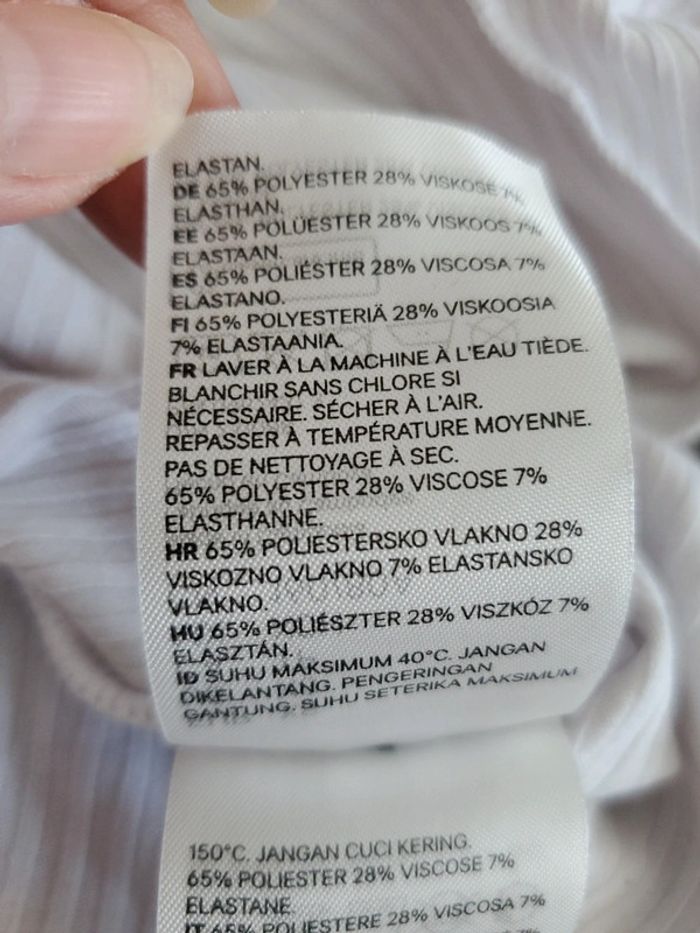 ELASTAN.
DE 65% POLYESTER 28% VISKOSE 7%
ELASTHAN.
EE 65% POLÜESTER 28% VISKOOS 7%
ELASTAAN.
ES 65% POLIÉSTER 28% VISCOSA 7%
ELASTANO.
FI 65% POLYESTERIÄ 28% VISKOOSIA
7% ELASTAANIA.
FR LAVER À LA MACHINE À L'EAU TIÈDE.
BLANCHIR SANS CHLORE SI
NÉCESSAIRE. SÉCHER À L'AIR.
REPASSER À TEMPÉRATURE MOYENNE.
PAS DE NETTOYAGE À SEC.
65% POLYESTER 28% VISCOSE 7%
ELASTHANNE.
HR 65% POLIESTERSKO VLAKNO 28%
VISKOZNO VLAKNO 7% ELASTANSKO
VLAKNO.
HU 65% POLIÉSZTER 28% VISZKÓZ 7%
ELASZTÁN.
ID SUHU MAKSIMUM 40°C. JANGAN
DIKELANTANG. PENGERINGAN
GANTUNG. SUHU SETERIKA MAKSIMUM
150°C. JANGAN CUCI KERING.
65% POLIESTER 28% VISCOSE 7%
ELASTANE.
IT 65% POLIESTERE 28% VISCOSA 7%